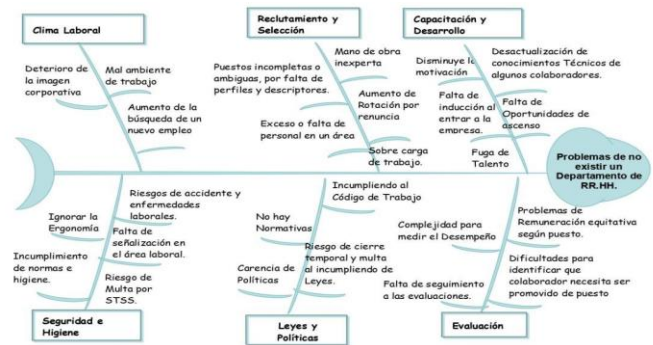 Clima Laboral
Deterioro de
la imagen
corporativa
Mal ambiente
de trabajo
Aumento de la
búsqueda de un
nuevo empleo
Reclutamiento y
Selección
Puestos incompletas o
ambiguas, por falta de
perfiles y descriptores.
Mano de obra
inexperta
Aumento de
Rotación por
renuncia
Exceso o falta de
personal en un área
Sobre carga
de trabajo.
Capacitación y
Desarrollo
Disminuye la
motivación
Desactualización de
conocimientos Técnicos de
algunos colaboradores.
Falta de
inducción al
entrar a la
empresa.
Falta de
Oportunidades de
ascenso
Fuga de
Talento
Problemas de no
existir un
Departamento de
RR.HH.
Riesgos de accidente y
enfermedades
laborales.
Ignorar la
Ergonomía
Falta de
señalización en
el área laboral.
Incumplimiento
de normas e
higiene.
Riesgo de
Multa por
STSS.
Seguridad e
Higiene
Incumpliendo al
Código de Trabajo
No hay
Normativas
Riesgo de cierre
temporal y multa
al incumpliendo de
Leyes.
Carencia de
Políticas
Leyes y
Políticas
Problemas de
Remuneración equitativa
según puesto.
Complejidad para
medir el Desempeño
Dificultades para
identificar que
colaborador necesita ser
promovido de puesto
Falta de seguimiento
a las evaluaciones.
Evaluación